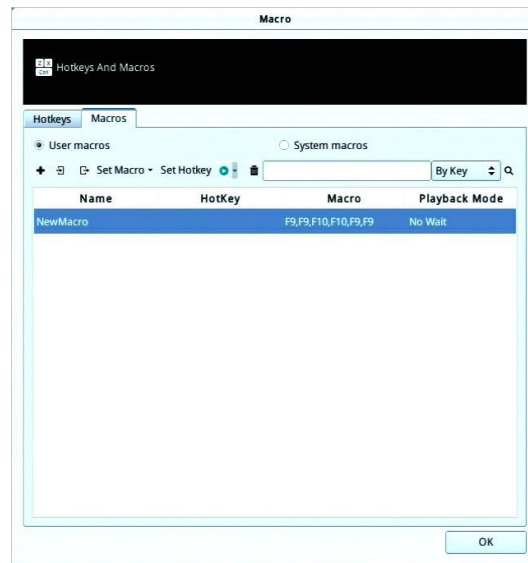 Macro
Z X
Ctrl
Hotkeys And Macros
Hotkeys Macros
User macros System macros
Set Macro Set Hotkey By Key
Name HotKey Macro Playback Mode
NewMacro F9,F9,F10,F10,F9,F9 No Wait
OK